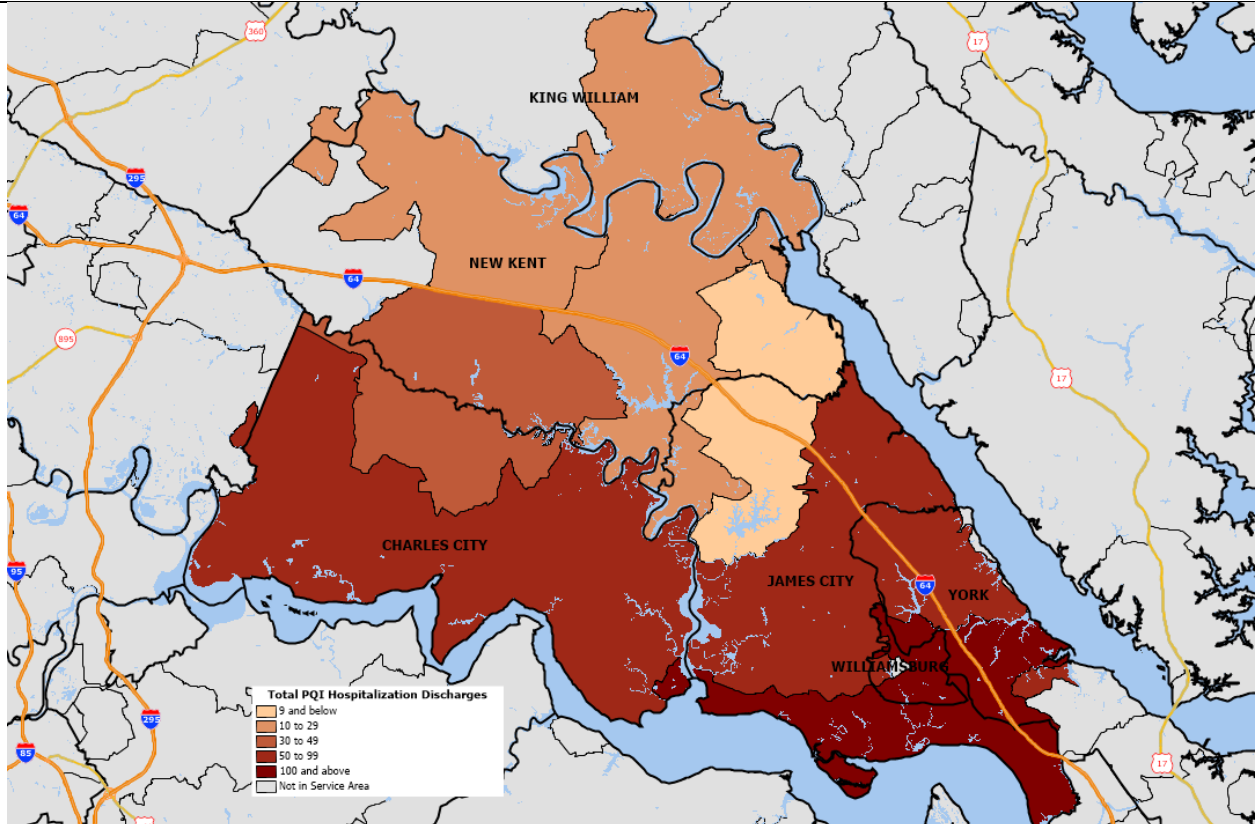 360
17
KING WILLIAM
295
64
NEW KENT
64
895
64
17
CHARLES CITY
JAMES CITY
95
64
YORK
WILLIAMSBURG
Total PQI Hospitalization Discharges
9 and below
10 to 29
30 to 49
50 to 99
100 and above
Not in Service Area
295
85
17